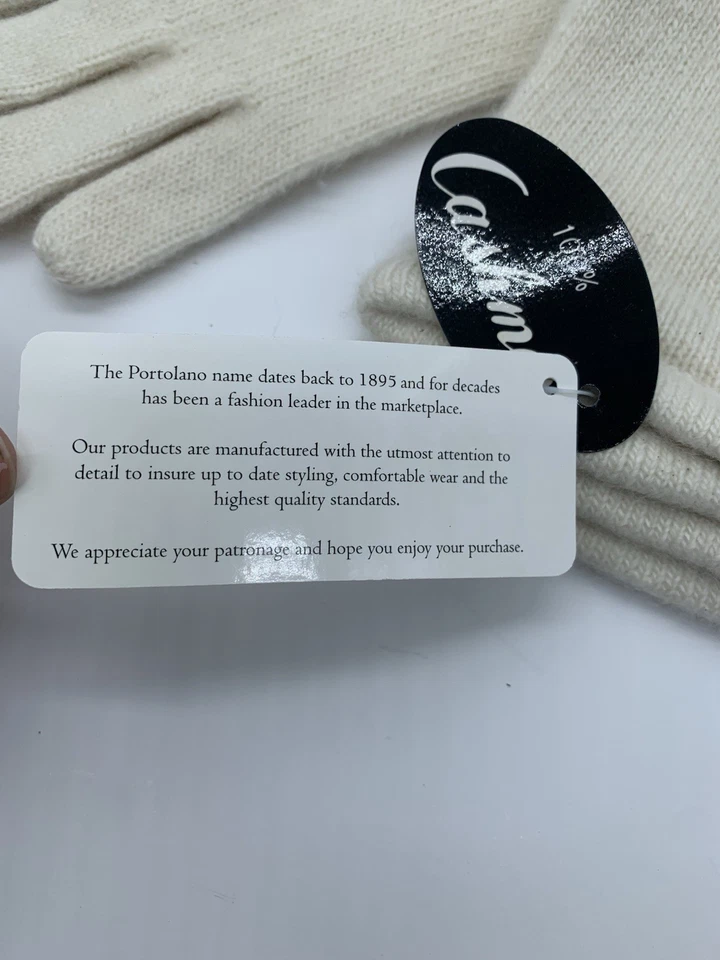 100%
The Portolano name dates back to 1895 and for decades
has been a fashion leader in the marketplace.
Our products are manufactured with the utmost attention to
detail to insure up to date styling, comfortable wear and the
highest quality standards.
We appreciate your patronage and hope you enjoy your purchase.